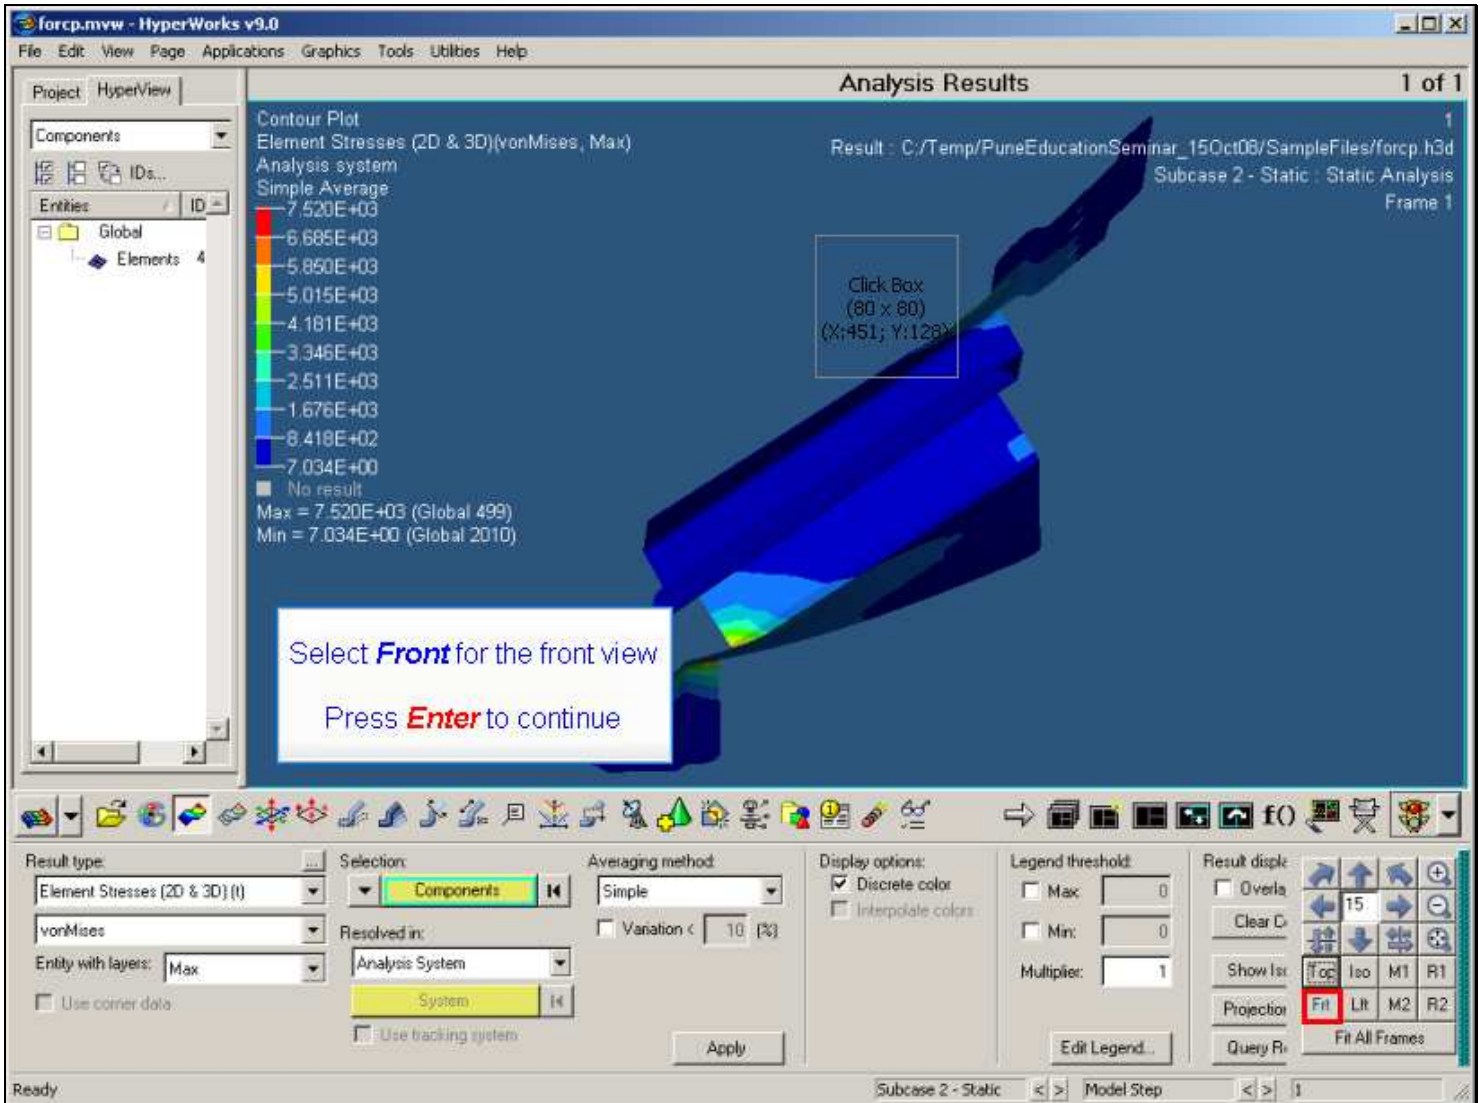 forcp.mvw - HyperWorks v9.0
File Edit View Page Applications Graphics Tools Utilities Help
Project HyperView
Analysis Results
1 of 1
Components
IDs...
Entities ID
Global
Elements 4
Contour Plot
Element Stresses (2D & 3D)(vonMises, Max)
Analysis system
Simple Average
7.520E+03
6.685E+03
5.850E+03
5.015E+03
4.181E+03
3.346E+03
2.511E+03
1.676E+03
8.418E+02
7.034E+00
No result
Max = 7.520E+03 (Global 499)
Min = 7.034E+00 (Global 2010)
1
Result : C:/Temp/PuneEducationSeminar_15Oct08/SampleFiles/forcp.h3d
Subcase 2 - Static : Static Analysis
Frame 1
Click Box
(80 x 80)
(X:451; Y:128)
Select Front for the front view
Press Enter to continue
f()
Result type: ...
Element Stresses (2D & 3D) (t)
vonMises
Entity with layers: Max
Use corner data
Selection:
Components
Resolved in:
Analysis System
System
Use tracking system
Averaging method:
Simple
Variation < 10 (%)
Apply
Display options:
Discrete color
Interpolate colors
Legend threshold:
Max: 0
Min: 0
Multiplier: 1
Edit Legend...
Result displa
Overla
Clear C
Show Iso
Projection
Query R
15
Top Iso M1 R1
Frt Lft M2 R2
Fit All Frames
Ready
Subcase 2 - Static < > Model Step < > 1